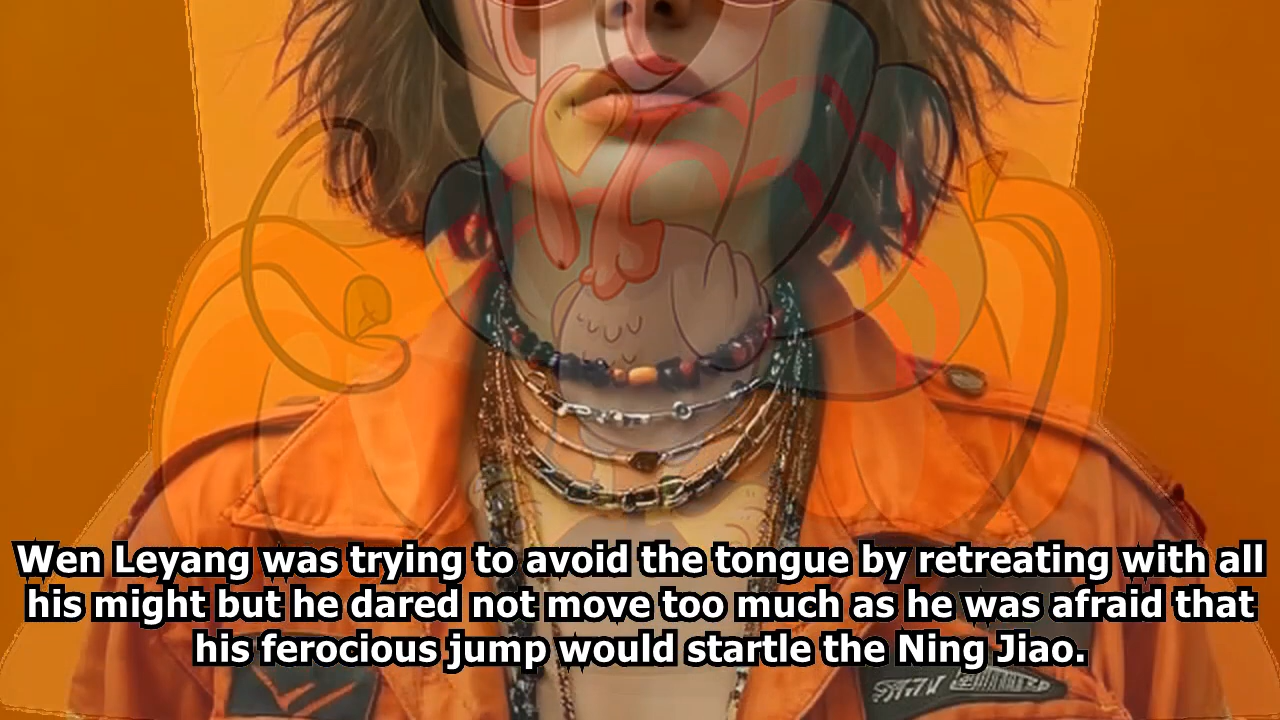 Wen Leyang was trying to avoid the tongue by retreating with all
his might but he dared not move too much as he was afraid that
his ferocious jump would startle the Ning Jiao.